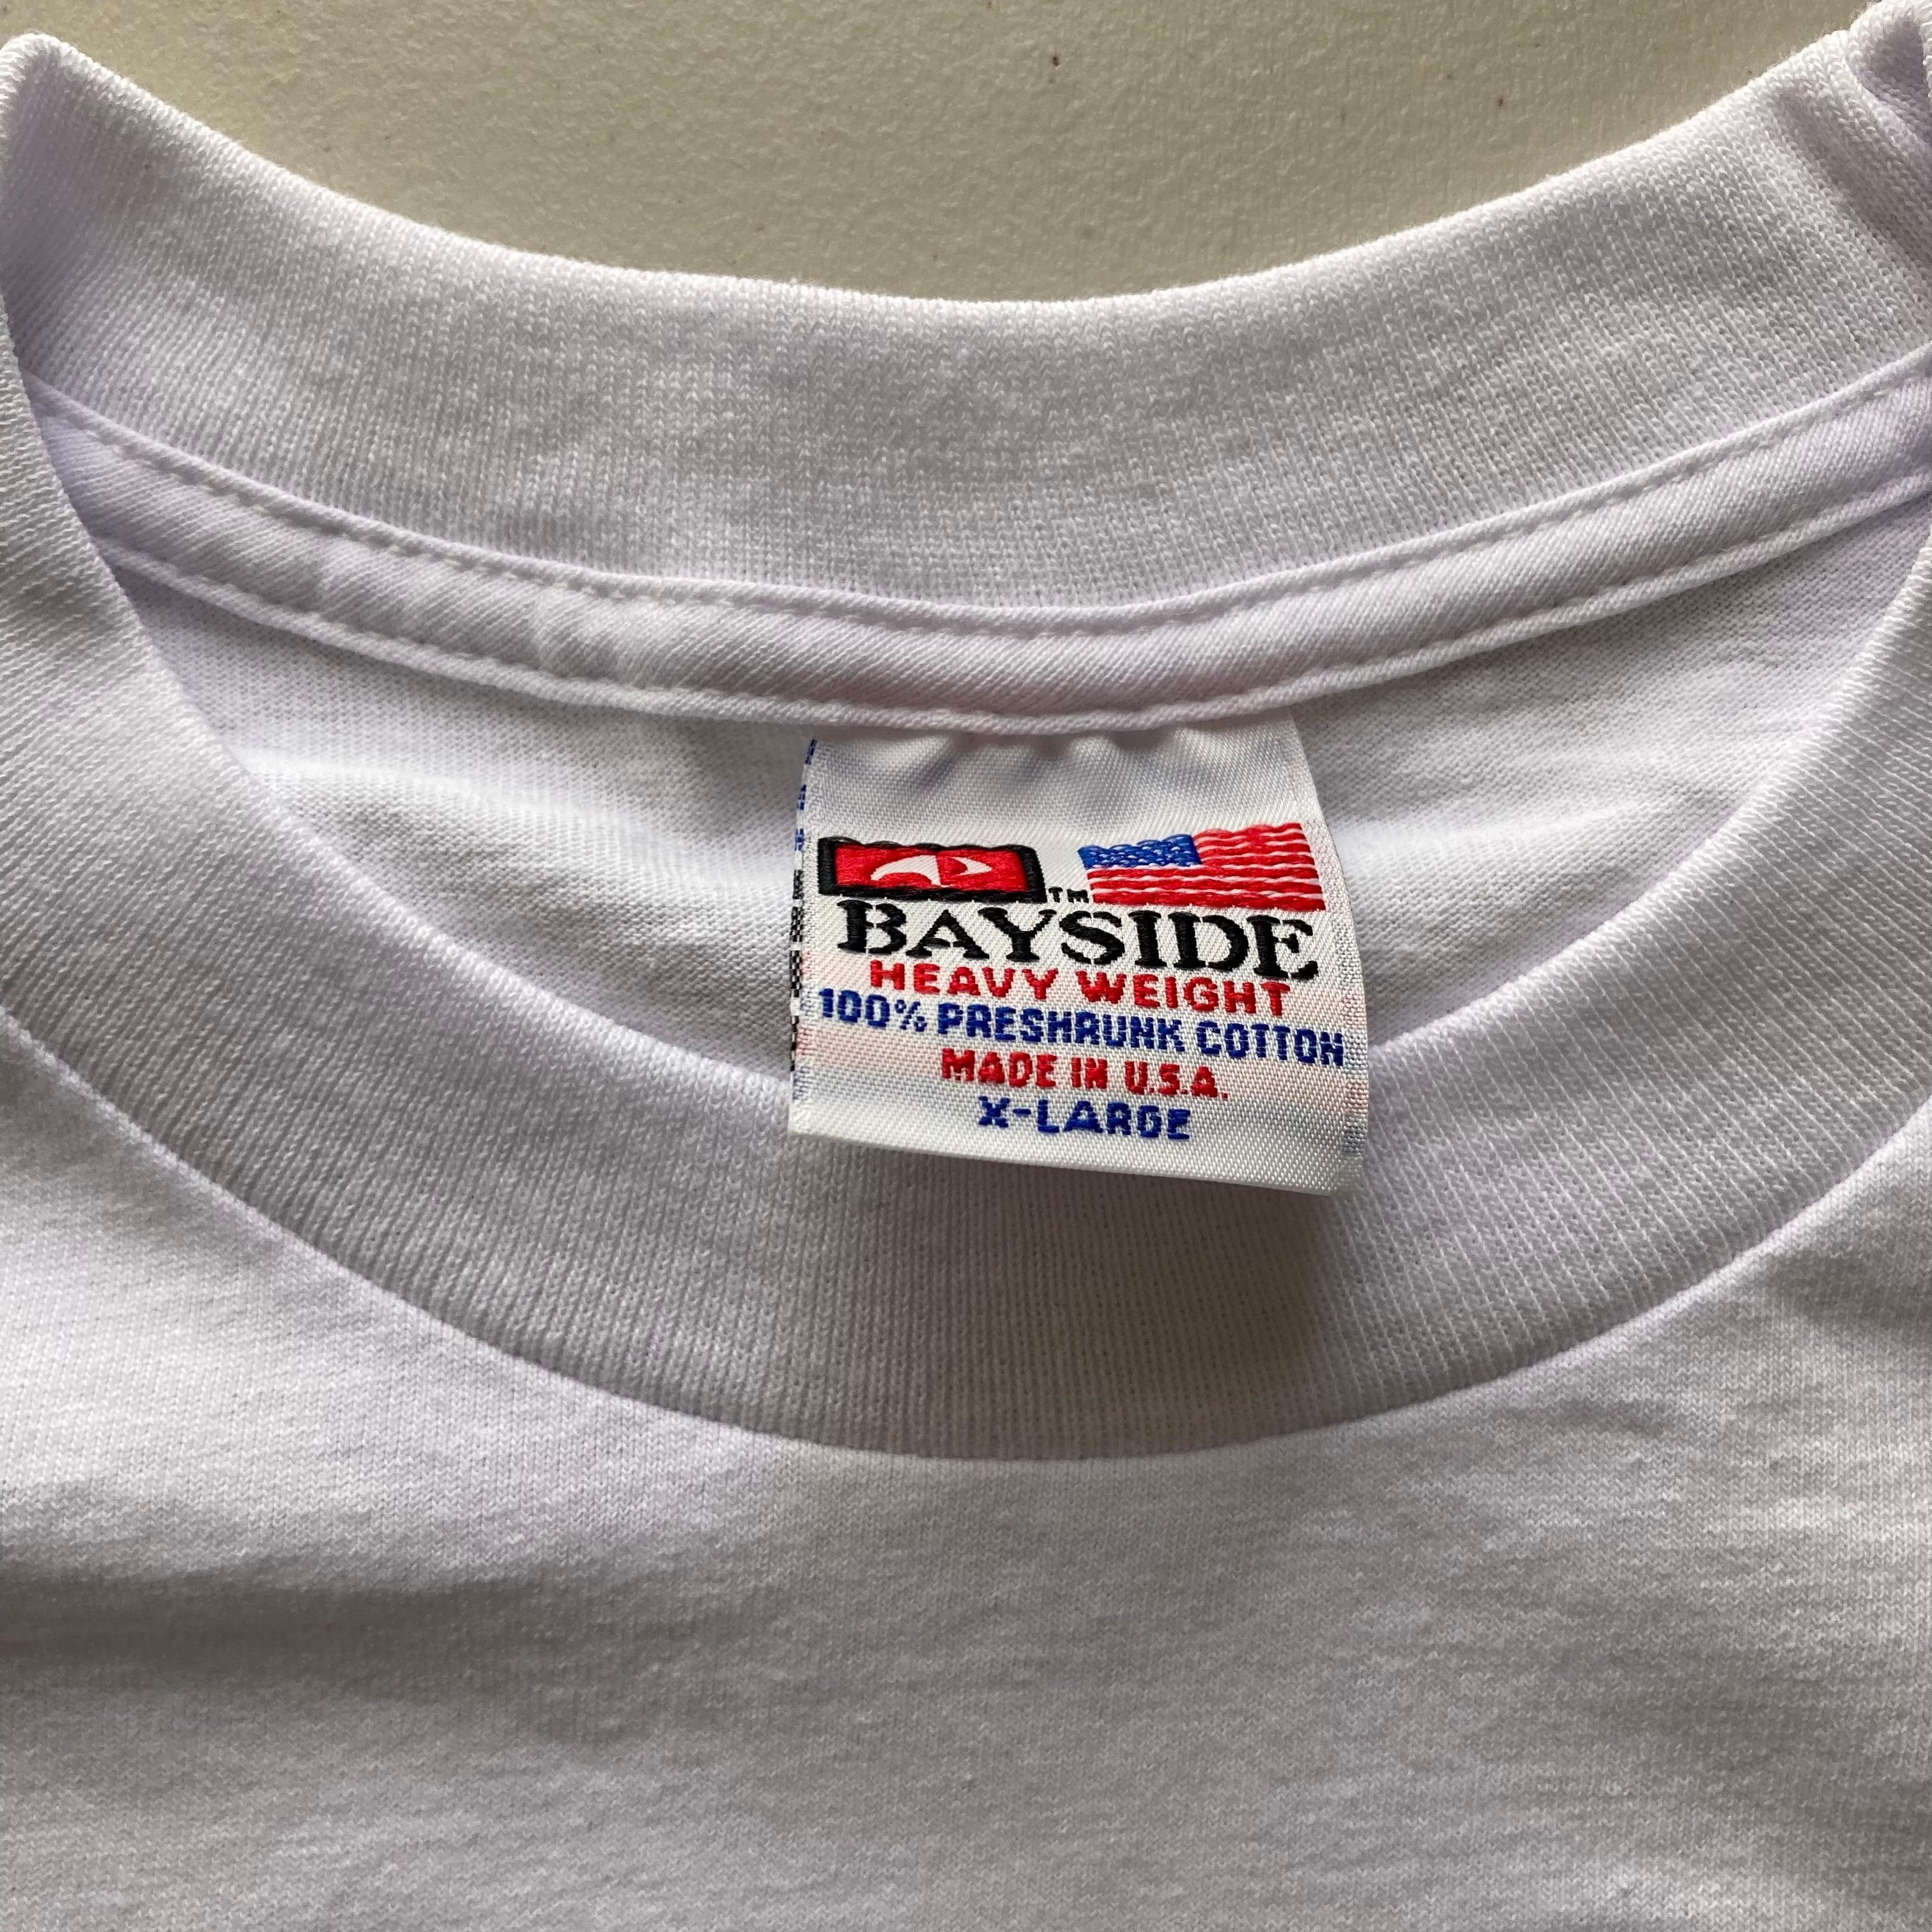 TM
BAYSIDE
HEAVY WEIGHT
100% PRESHRUNK COTTON
MADE IN U.S.A.
X-LARGE